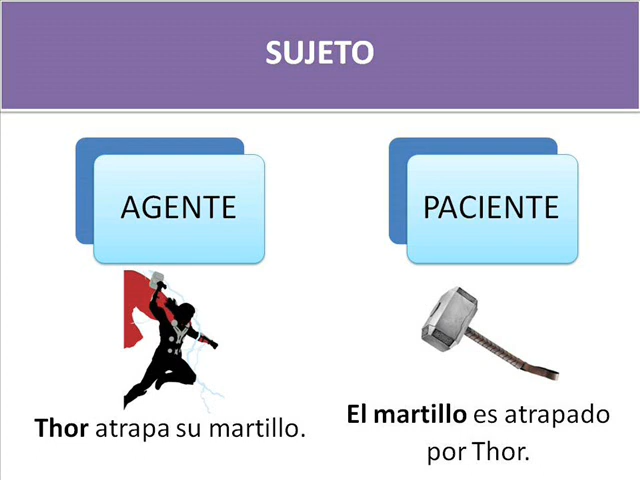 SUJETO
AGENTE
PACIENTE
Thor atrapa su martillo.
El martillo es atrapado
por Thor.